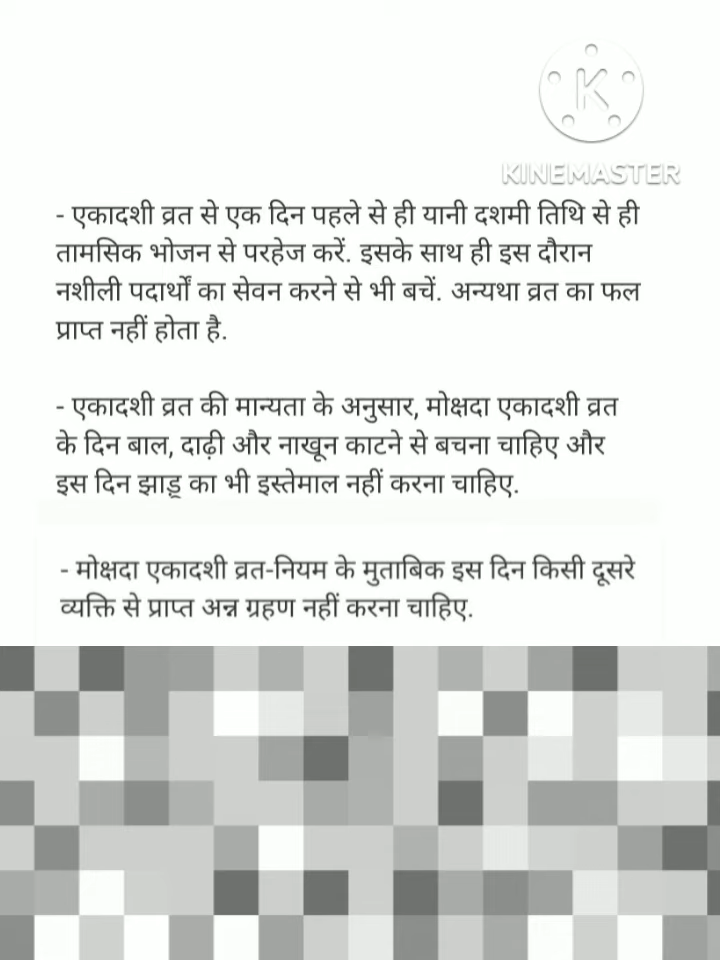 KINEMASTER
- एकादशी व्रत से एक दिन पहले से ही यानी दशमी तिथि से ही
तामसिक भोजन से परहेज करें. इसके साथ ही इस दौरान
नशीली पदार्थों का सेवन करने से भी बचें. अन्यथा व्रत का फल
प्राप्त नहीं होता है.
- एकादशी व्रत की मान्यता के अनुसार, मोक्षदा एकादशी व्रत
के दिन बाल, दाढ़ी और नाखून काटने से बचना चाहिए और
इस दिन झाड़ू का भी इस्तेमाल नहीं करना चाहिए.
- मोक्षदा एकादशी व्रत-नियम के मुताबिक इस दिन किसी दूसरे
व्यक्ति से प्राप्त अन्न ग्रहण नहीं करना चाहिए.